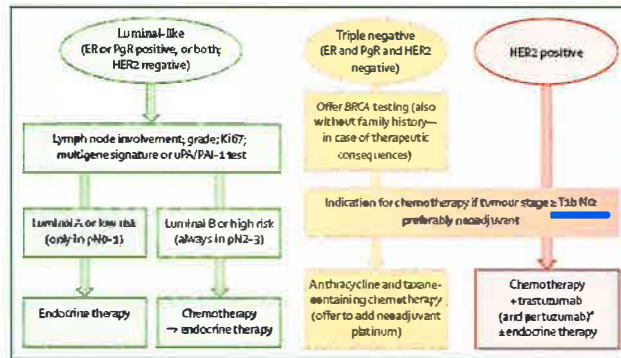 Luminal-like
(ER or PgR positive, or both;
HER2 negative)
Triple negative
(ER and PgR and HER2
negative)
HER2 positive
Offer BRCA testing (also
without family history—
in case of therapeutic
consequences)
Lymph node involvement; grade; Ki67;
multigene signature or uPA/PAI-1 test
Indication for chemotherapy if tumour stage ≥ T1b N0;
preferably neoadjuvant
Luminal A or low risk
(only in pN0-1)
Luminal B or high risk
(always in pN2-3)
Endocrine therapy
Chemotherapy
→ endocrine therapy
Anthracycline and taxane-
containing chemotherapy
(offer to add neoadjuvant
platinum)
Chemotherapy
+ trastuzumab
(and pertuzumab)*
± endocrine therapy